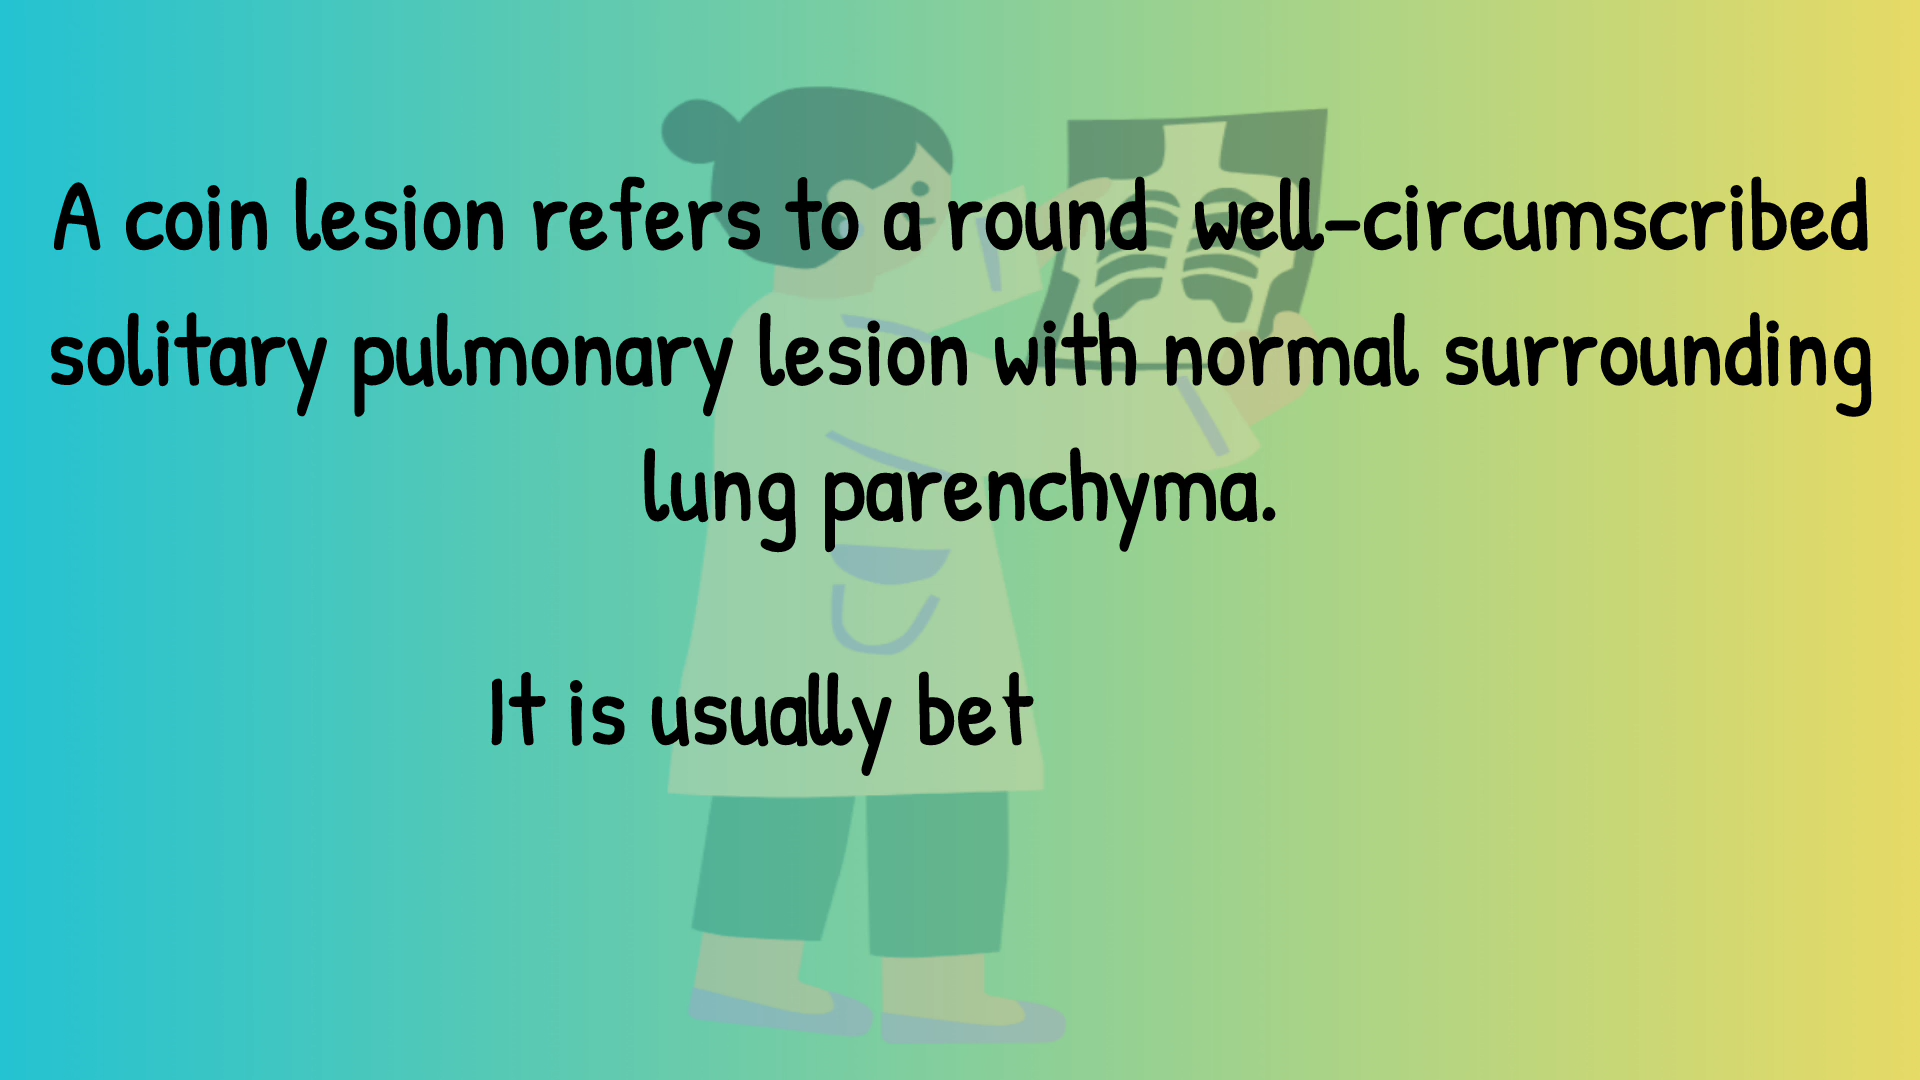 A coin lesion refers to a round well-circumscribed
solitary pulmonary lesion with normal surrounding
lung parenchyma.
It is usually bet